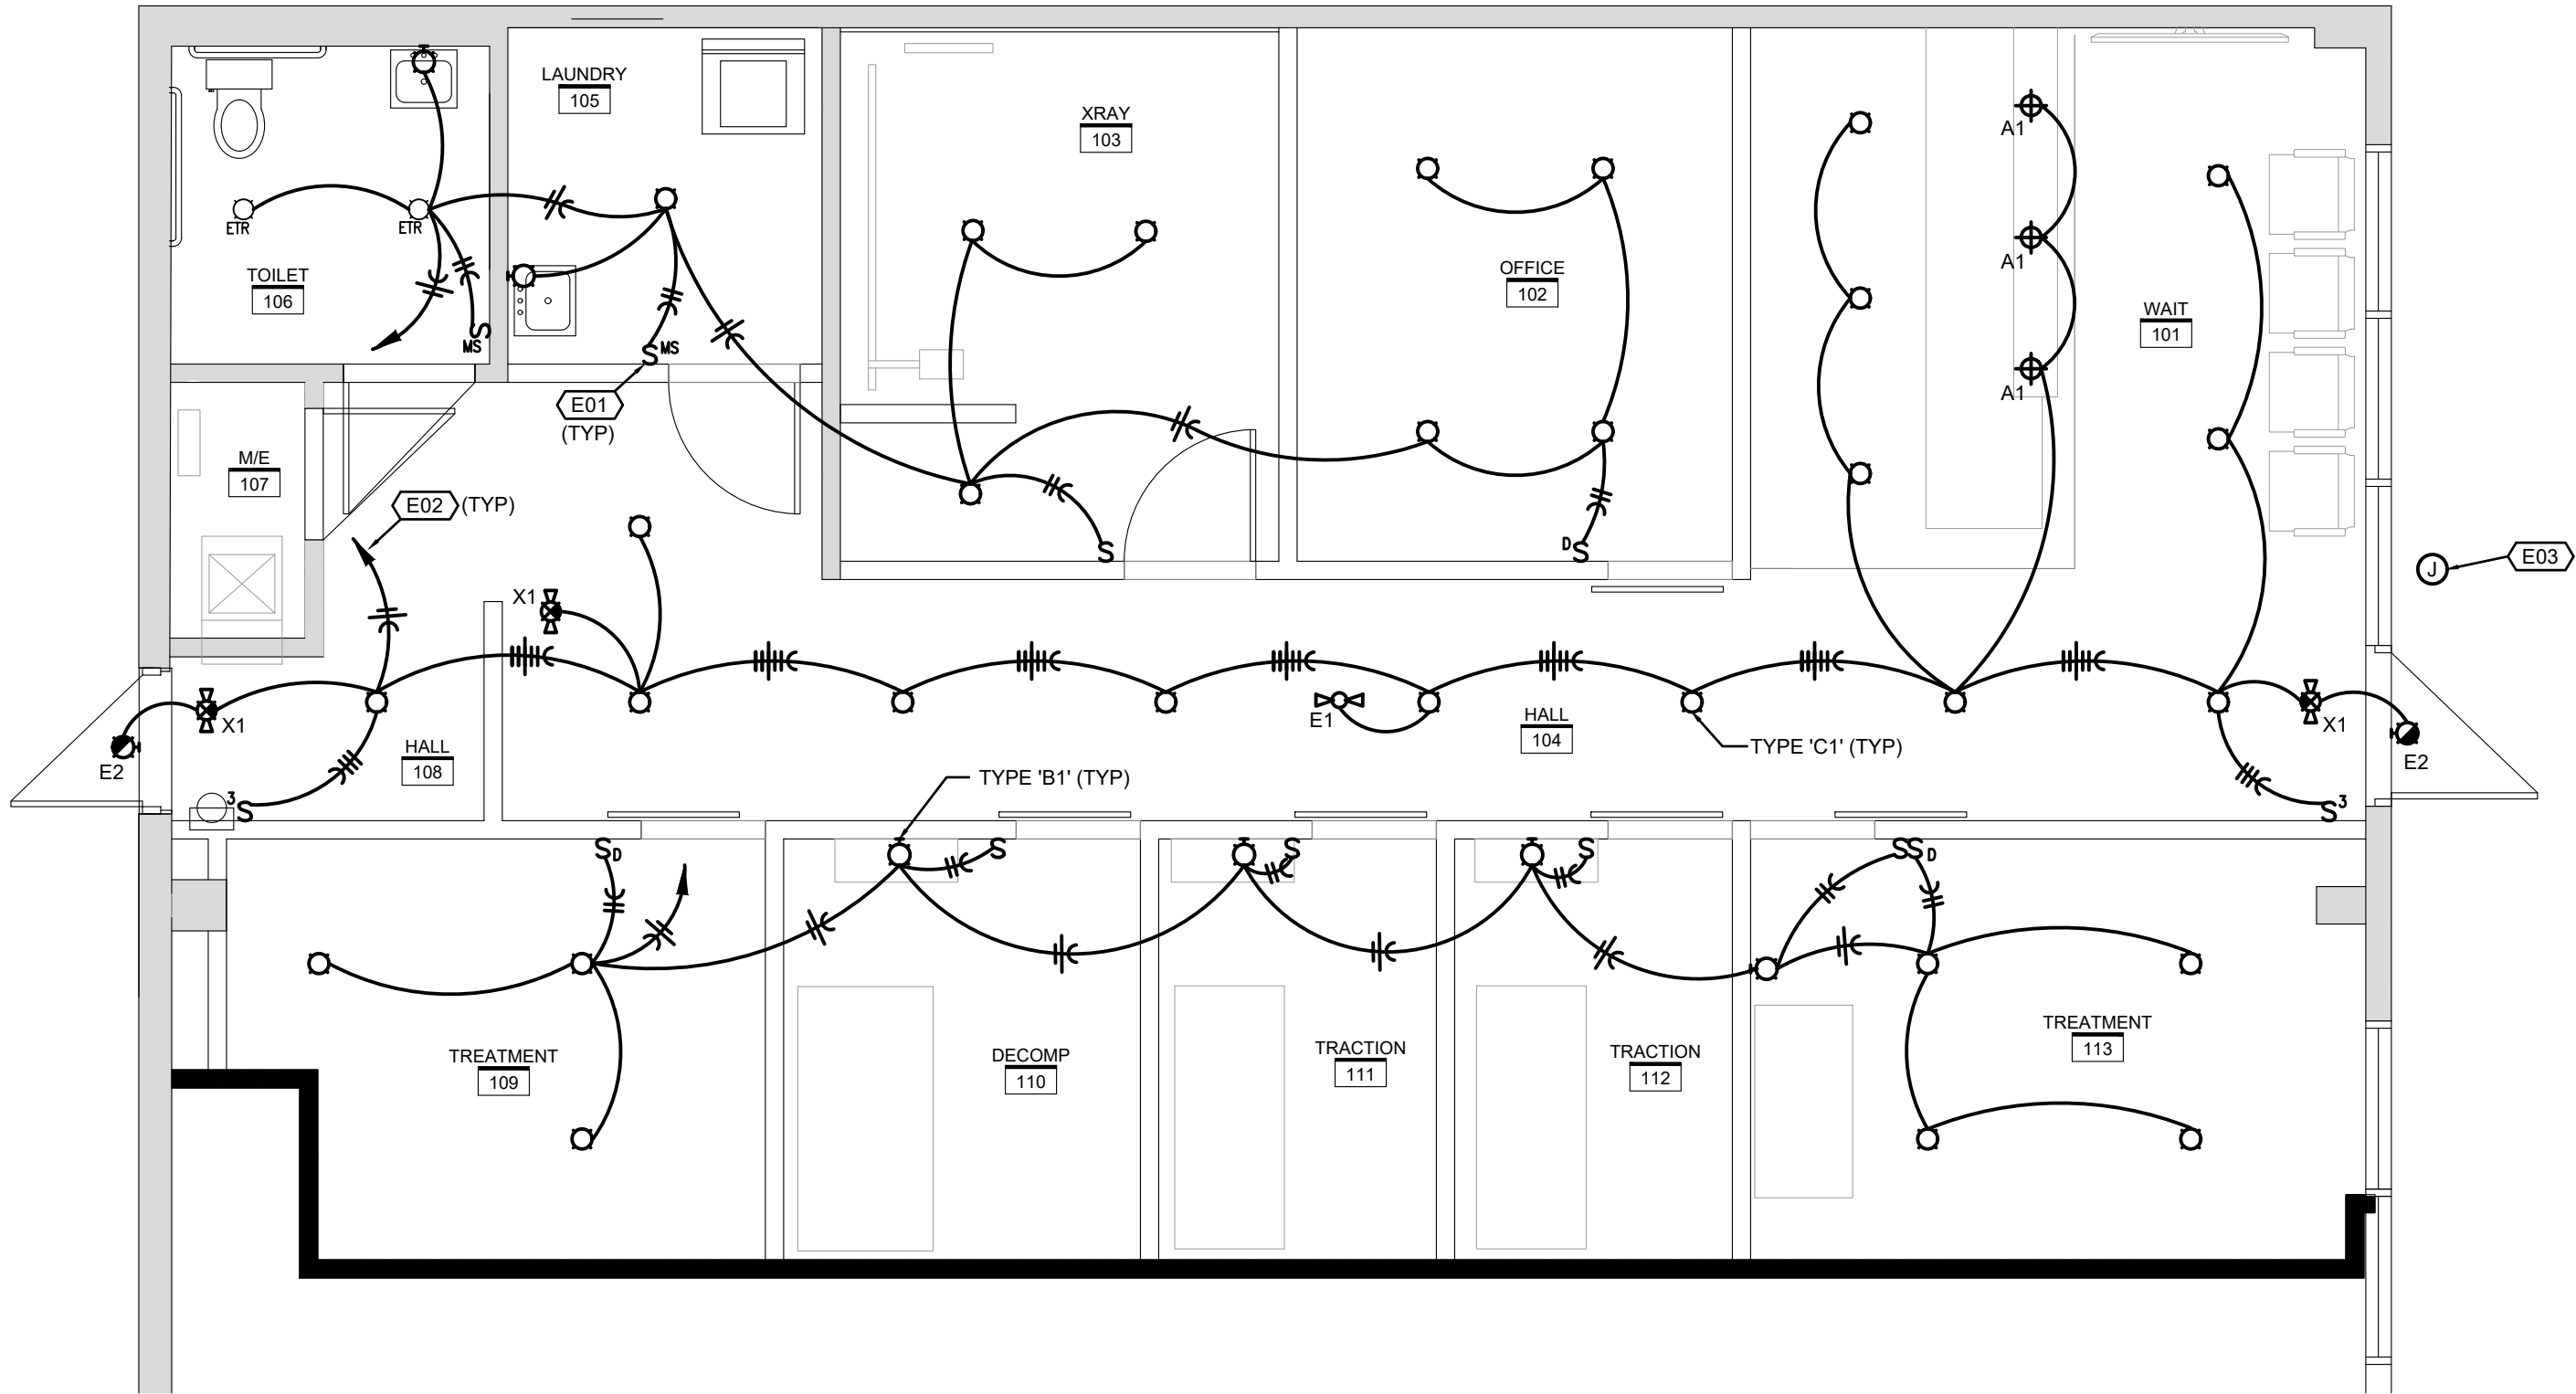 LAUNDRY
105
XRAY
103
A1
ETR
ETR
TOILET
106
OFFICE
102
A1
WAIT
101
S
MS
S MS
E01
(TYP)
A1
M/E
107
E02 (TYP)
S
D S
J
E03
X1
X1
E1
HALL
104
X1
HALL
108
TYPE 'C1' (TYP)
E2
E2
TYPE 'B1' (TYP)
3 S
S 3
S D
S
S
S
SS D
TREATMENT
109
DECOMP
110
TRACTION
111
TRACTION
112
TREATMENT
113